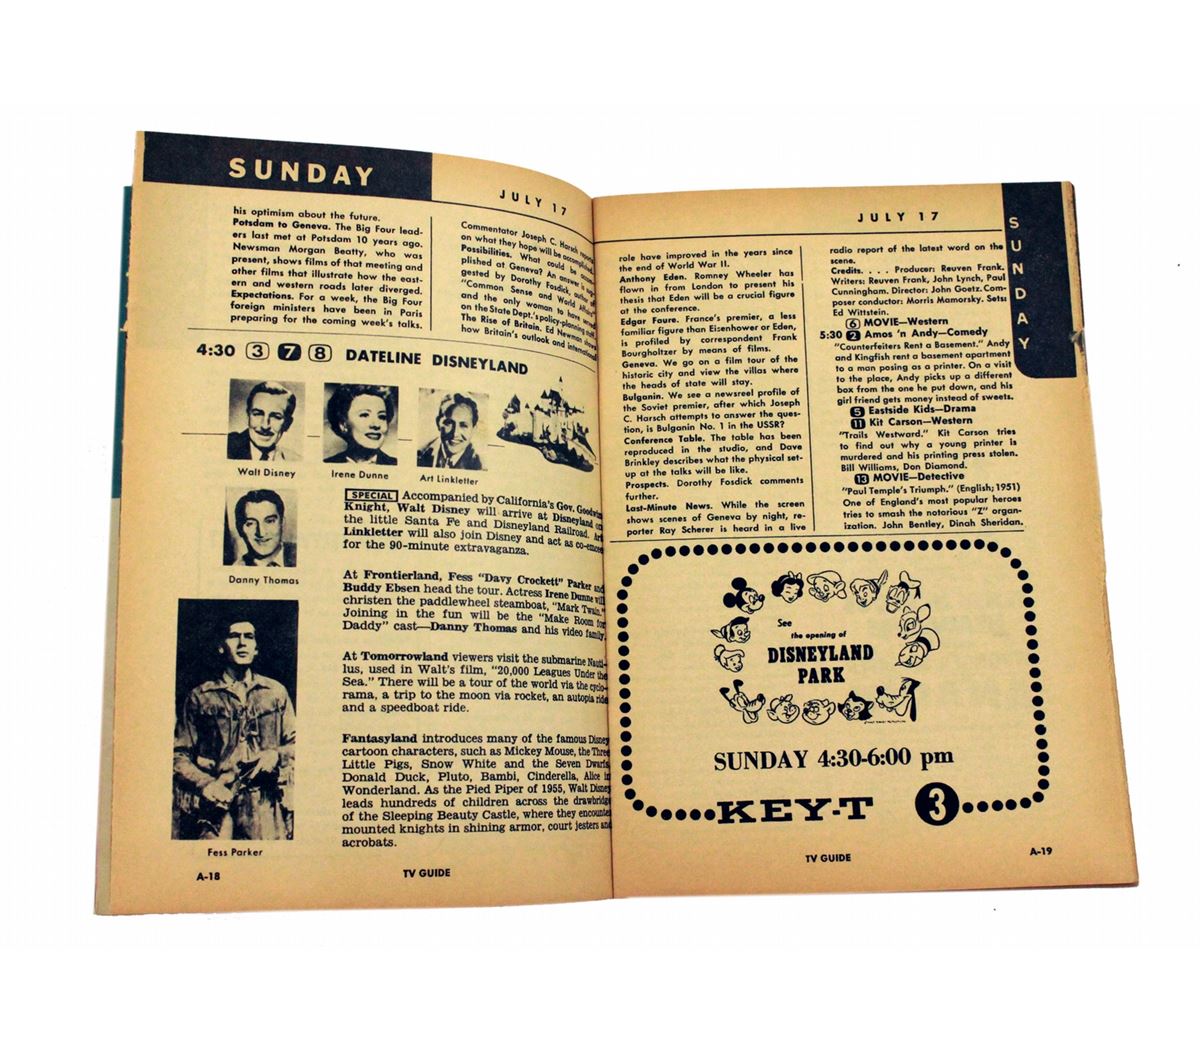 SUNDAY
JULY 17
his optimism about the future.
Potsdam to Geneva. The Big Four lead-
ers last met at Potsdam 10 years ago.
Newsman Morgan Beatty, who was
present, shows films of that meeting and
other films that illustrate how the east-
ern and western roads later diverged.
Expectations. For a week, the Big Four
foreign ministers have been in Paris
preparing for the coming week's talks.
Commentator Joseph C. Harsch reports
on what they hope will be accomplished.
Possibilities. What could be accom-
plished at Geneva? An answer is sug-
gested by Dorothy Fosdick, author of
"Common Sense and World Affairs"
and the only woman to have served
on the State Dept.'s policy-planning
The Rise of Britain. Ed Newman shows
how Britain's outlook and international
4:30 3 7 8 DATELINE DISNEYLAND
Walt Disney
Irene Dunne
Art Linkletter
Danny Thomas
Fess Parker
SPECIAL Accompanied by California's Gov. Goodwin
Knight, Walt Disney will arrive at Disneyland on
the little Santa Fe and Disneyland Railroad. Art
Linkletter will also join Disney and act as co-emcee
for the 90-minute extravaganza.
At Frontierland, Fess "Davy Crockett" Parker and
Buddy Ebsen head the tour. Actress Irene Dunne will
christen the paddlewheel steamboat, "Mark Twain."
Joining in the fun will be the "Make Room for
Daddy" cast—Danny Thomas and his video family.
At Tomorrowland viewers visit the submarine Nauti-
lus, used in Walt's film, "20,000 Leagues Under the
Sea." There will be a tour of the world via the cyclo-
rama, a trip to the moon via rocket, an autopia ride
and a speedboat ride.
Fantasyland introduces many of the famous Disney
cartoon characters, such as Mickey Mouse, the Three
Little Pigs, Snow White and the Seven Dwarfs,
Donald Duck, Pluto, Bambi, Cinderella, Alice in
Wonderland. As the Pied Piper of 1955, Walt Disney
leads hundreds of children across the drawbridge
of the Sleeping Beauty Castle, where they encounter
mounted knights in shining armor, court jesters and
acrobats.
A-18
TV GUIDE
JULY 17
SUNDAY
role have improved in the years since
the end of World War II.
Anthony Eden. Romney Wheeler has
flown in from London to present his
thesis that Eden will be a crucial figure
at the conference.
Edgar Faure. France's premier, a less
familiar figure than Eisenhower or Eden,
is profiled by correspondent Frank
Bourgholtzer by means of films.
Geneva. We go on a film tour of the
historic city and view the villas where
the heads of state will stay.
Bulganin. We see a newsreel profile of
the Soviet premier, after which Joseph
C. Harsch attempts to answer the ques-
tion, is Bulganin No. 1 in the USSR?
Conference Table. The table has been
reproduced in the studio, and Dave
Brinkley describes what the physical set-
up at the talks will be like.
Prospects. Dorothy Fosdick comments
further.
Last-Minute News. While the screen
shows scenes of Geneva by night, re-
porter Ray Scherer is heard in a live
radio report of the latest word on the
scene.
Credits. . . . Producer: Reuven Frank.
Writers: Reuven Frank, John Lynch, Paul
Cunningham. Director: John Goetz. Com-
poser conductor: Morris Mamorsky. Sets:
Ed Wittstein.
6 MOVIE—Western
5:30 2 Amos 'n Andy—Comedy
"Counterfeiters Rent a Basement." Andy
and Kingfish rent a basement apartment
to a man posing as a printer. On a visit
to the place, Andy picks up a different
box from the one he put down, and his
girl friend gets money instead of sweets.
5 Eastside Kids—Drama
11 Kit Carson—Western
"Trails Westward." Kit Carson tries
to find out why a young printer is
murdered and his printing press stolen.
Bill Williams, Don Diamond.
13 MOVIE—Detective
"Paul Temple's Triumph." (English; 1951)
One of England's most popular heroes
tries to smash the notorious "Z" organ-
ization. John Bentley, Dinah Sheridan.
See
the opening of
DISNEYLAND
PARK
SUNDAY 4:30-6:00 pm
KEY-T 3
TV GUIDE
A-19